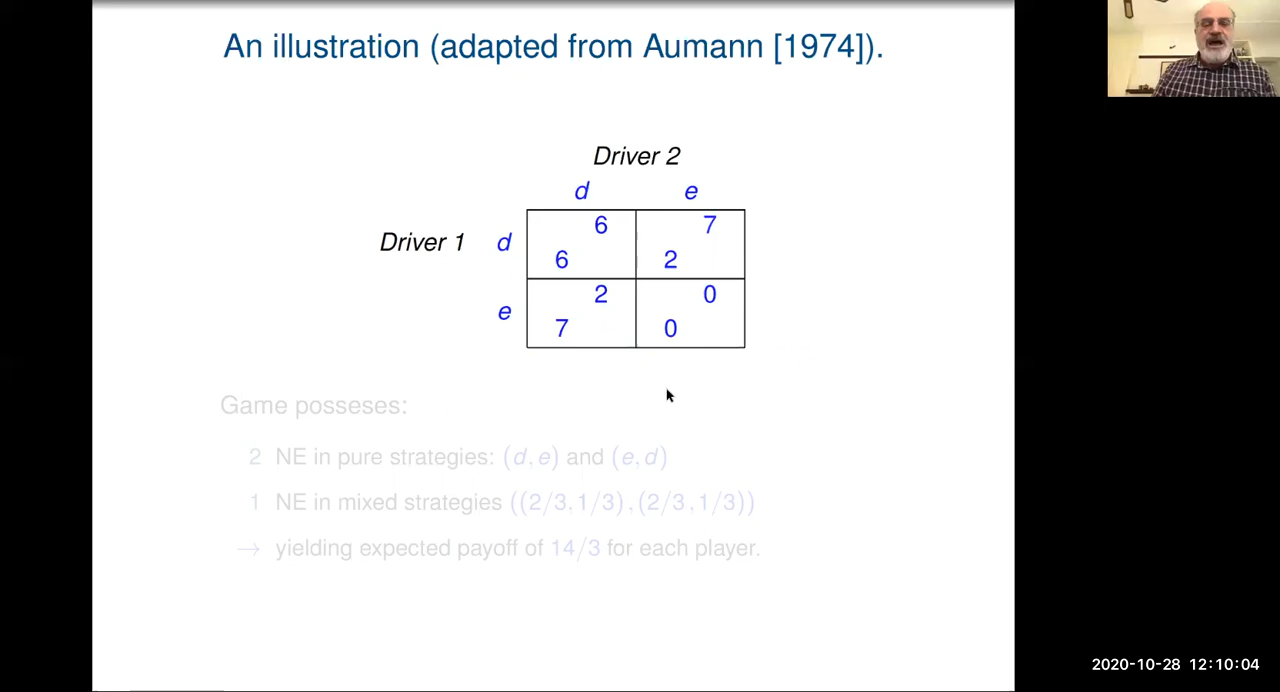 An illustration (adapted from Aumann [1974]).
Driver 2
d e
6 7
Driver 1 d
6 2
2 0
e
7 0
Game posseses:
2 NE in pure strategies: (d, e) and (e, d)
1 NE in mixed strategies ((2/3, 1/3), (2/3, 1/3))
→ yielding expected payoff of 14/3 for each player.
2020-10-28 12:10:04